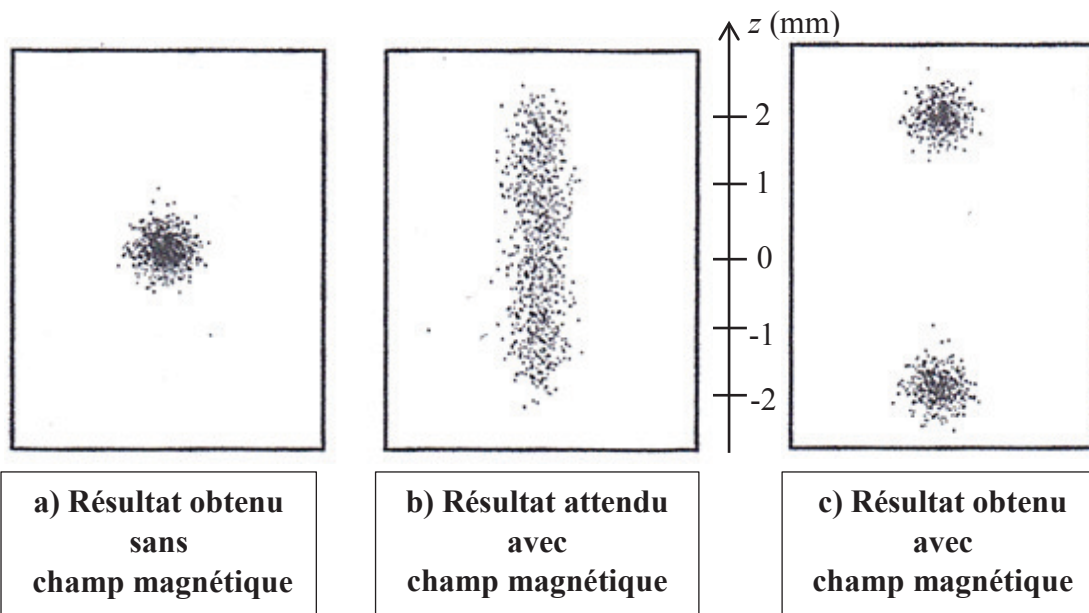 z (mm)
2
1
0
-1
-2
a) Résultat obtenu
sans
champ magnétique
b) Résultat attendu
avec
champ magnétique
c) Résultat obtenu
avec
champ magnétique